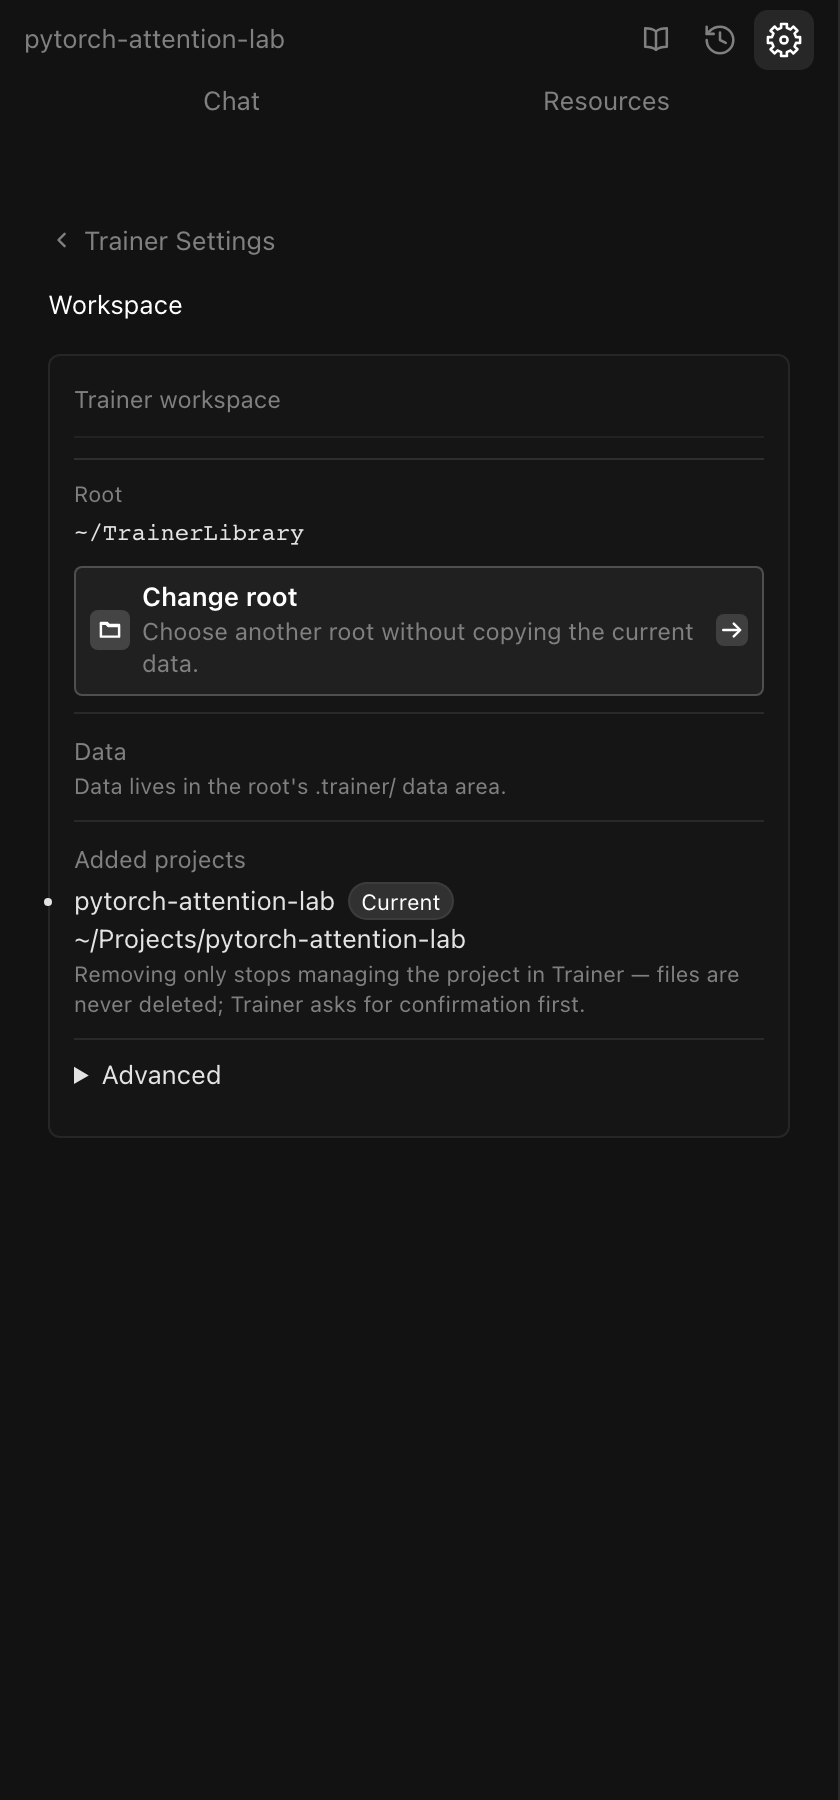 pytorch-attention-lab
Chat
Resources
Trainer Settings
Workspace
Trainer workspace
Root
~/TrainerLibrary
Change root
Choose another root without copying the current
data.
Data
Data lives in the root's .trainer/ data area.
Added projects
pytorch-attention-lab Current
~/Projects/pytorch-attention-lab
Removing only stops managing the project in Trainer — files are
never deleted; Trainer asks for confirmation first.
Advanced